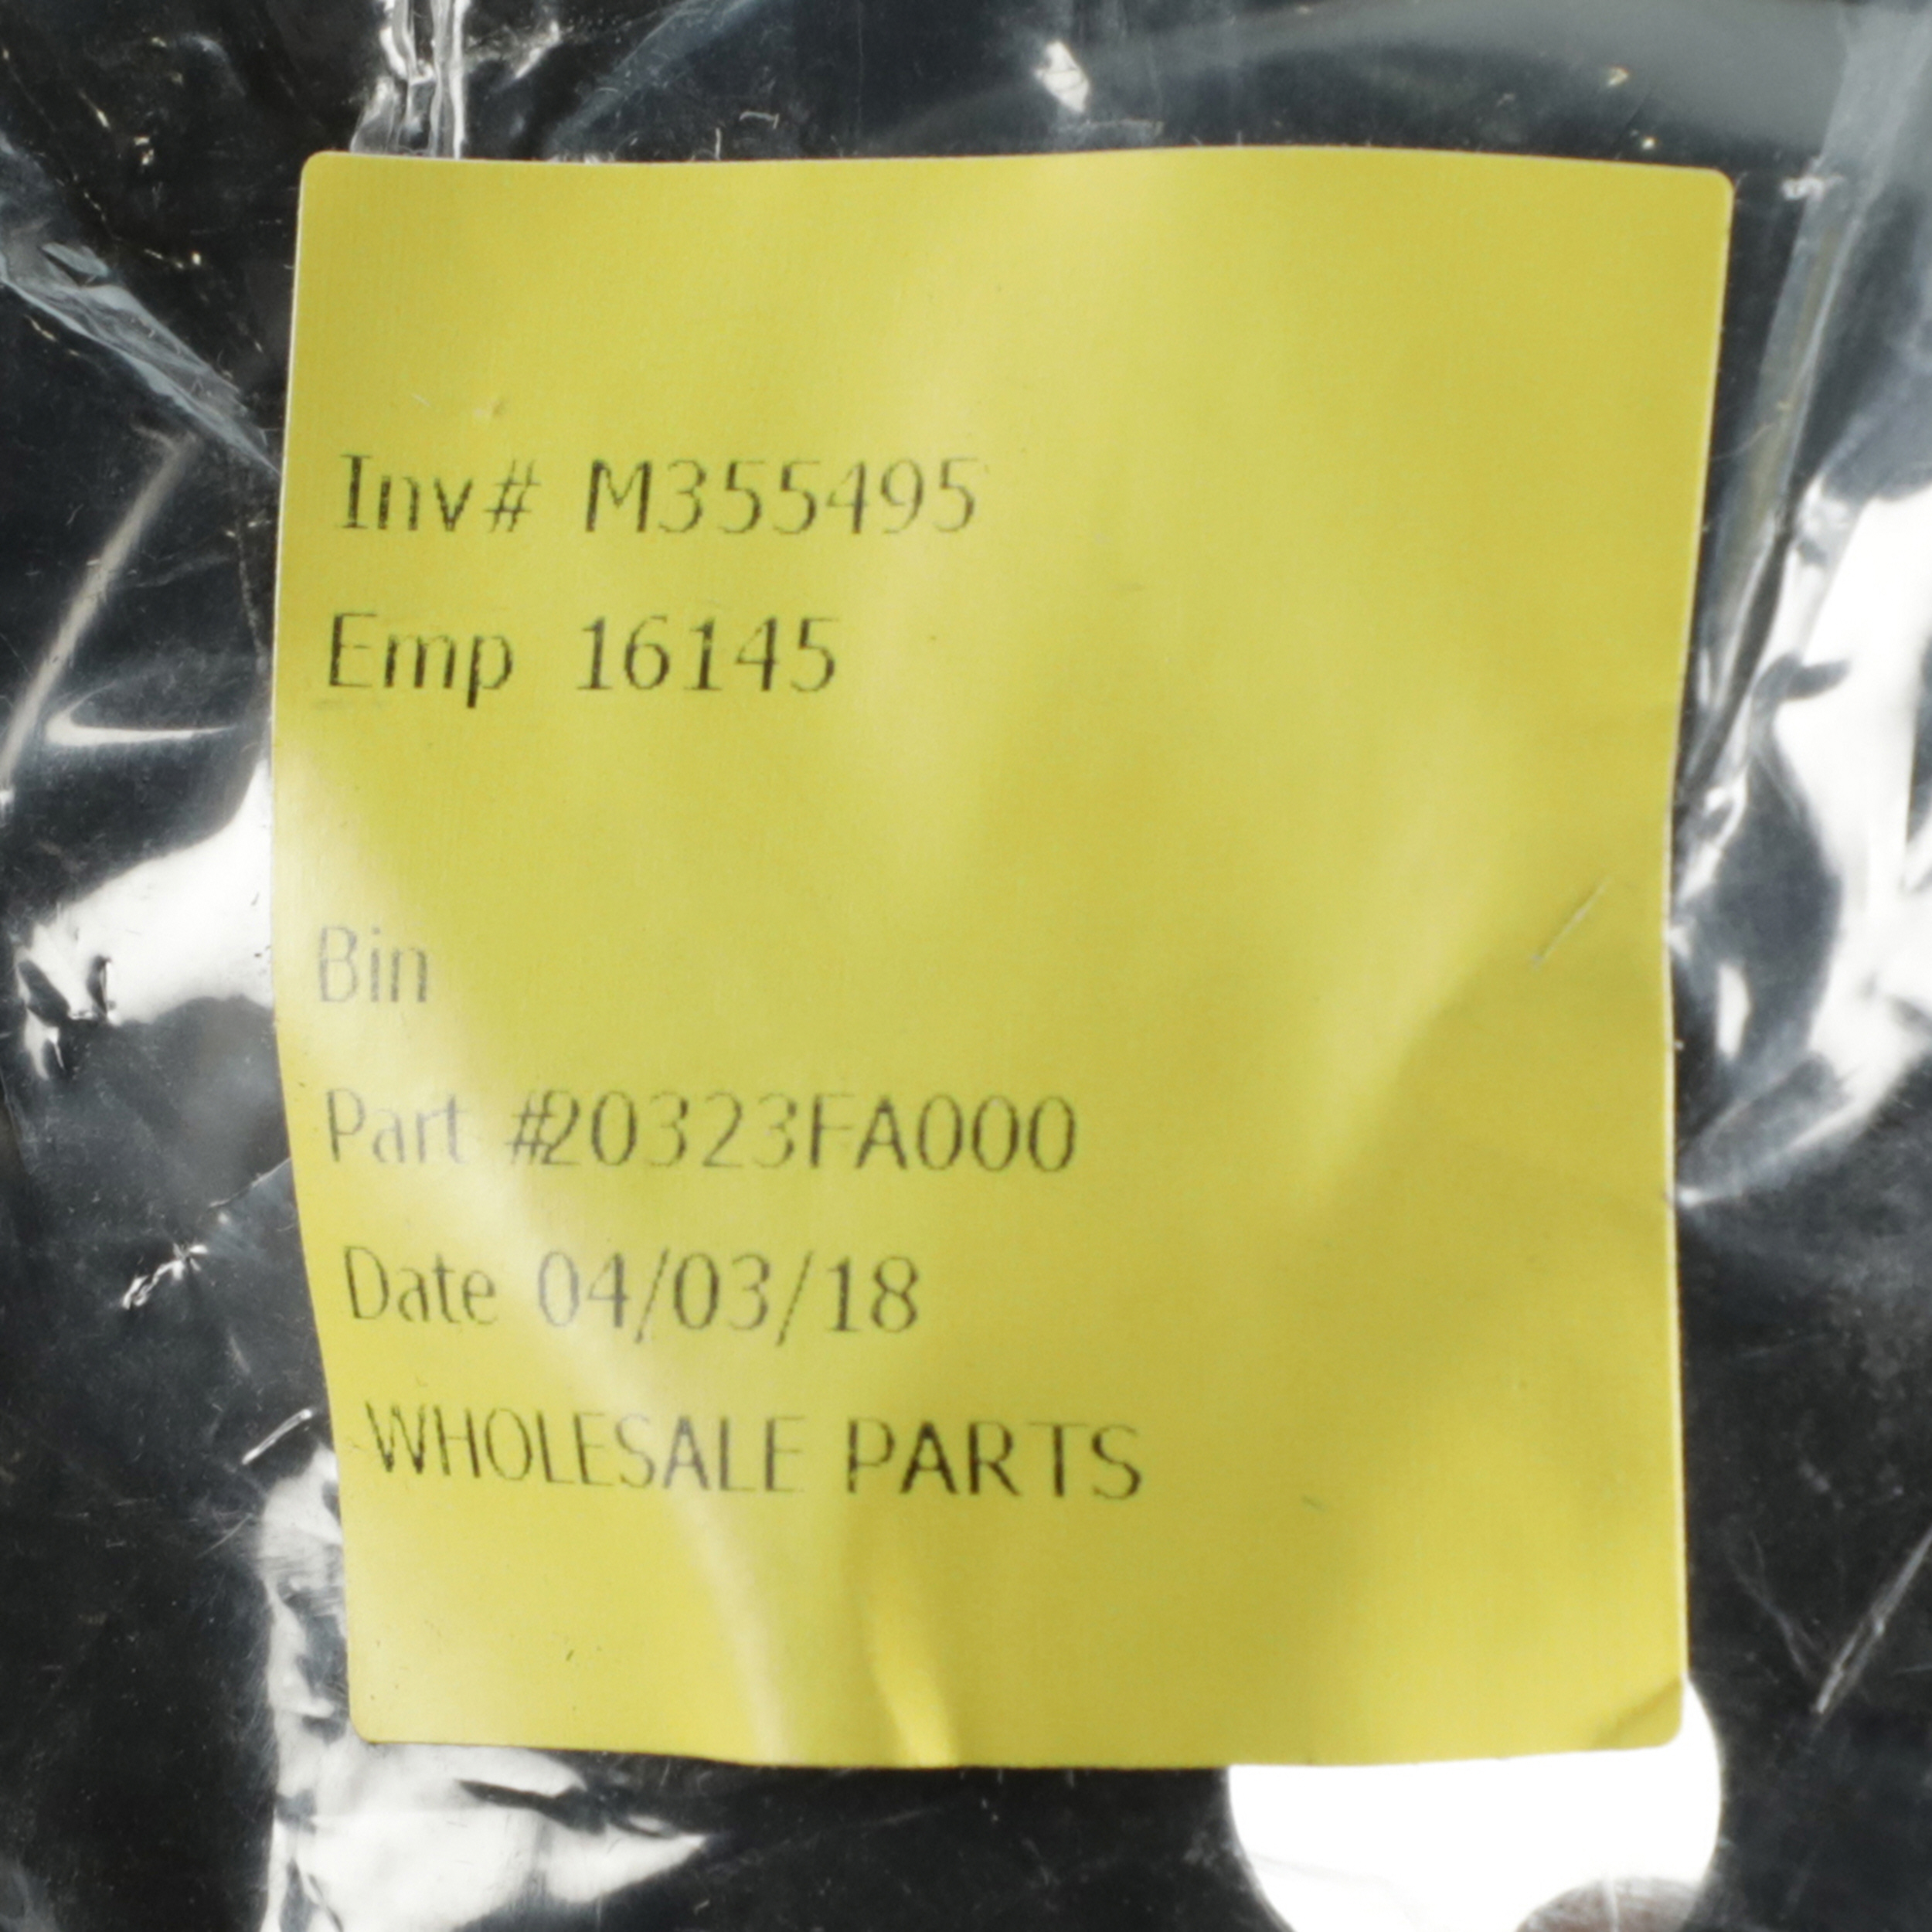 Inv# M355495
Emp 16145
Bin
Part #20323FA000
Date 04/03/18
WHOLESALE PARTS